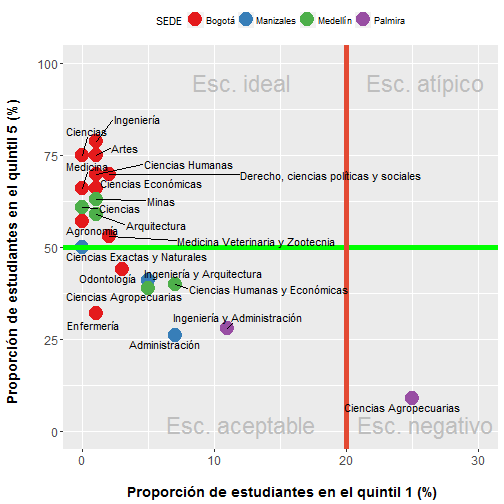 SEDE Bogotá Manizales Medellín Palmira
Proporción de estudiantes en el quintil 5 (%)
100
75
50
25
0
Esc. ideal
Esc. atípico
Ingeniería
Ciencias
Artes
Medicina
Ciencias Humanas
Derecho, ciencias políticas y sociales
Ciencias Económicas
Minas
Ciencias
Arquitectura
Agronomía
Medicina Veterinaria y Zootecnia
Ciencias Exactas y Naturales
Ingeniería y Arquitectura
Odontología
Ciencias Humanas y Económicas
Ciencias Agropecuarias
Ingeniería y Administración
Enfermería
Administración
Ciencias Agropecuarias
Esc. aceptable
Esc. negativo
0
10
20
30
Proporción de estudiantes en el quintil 1 (%)